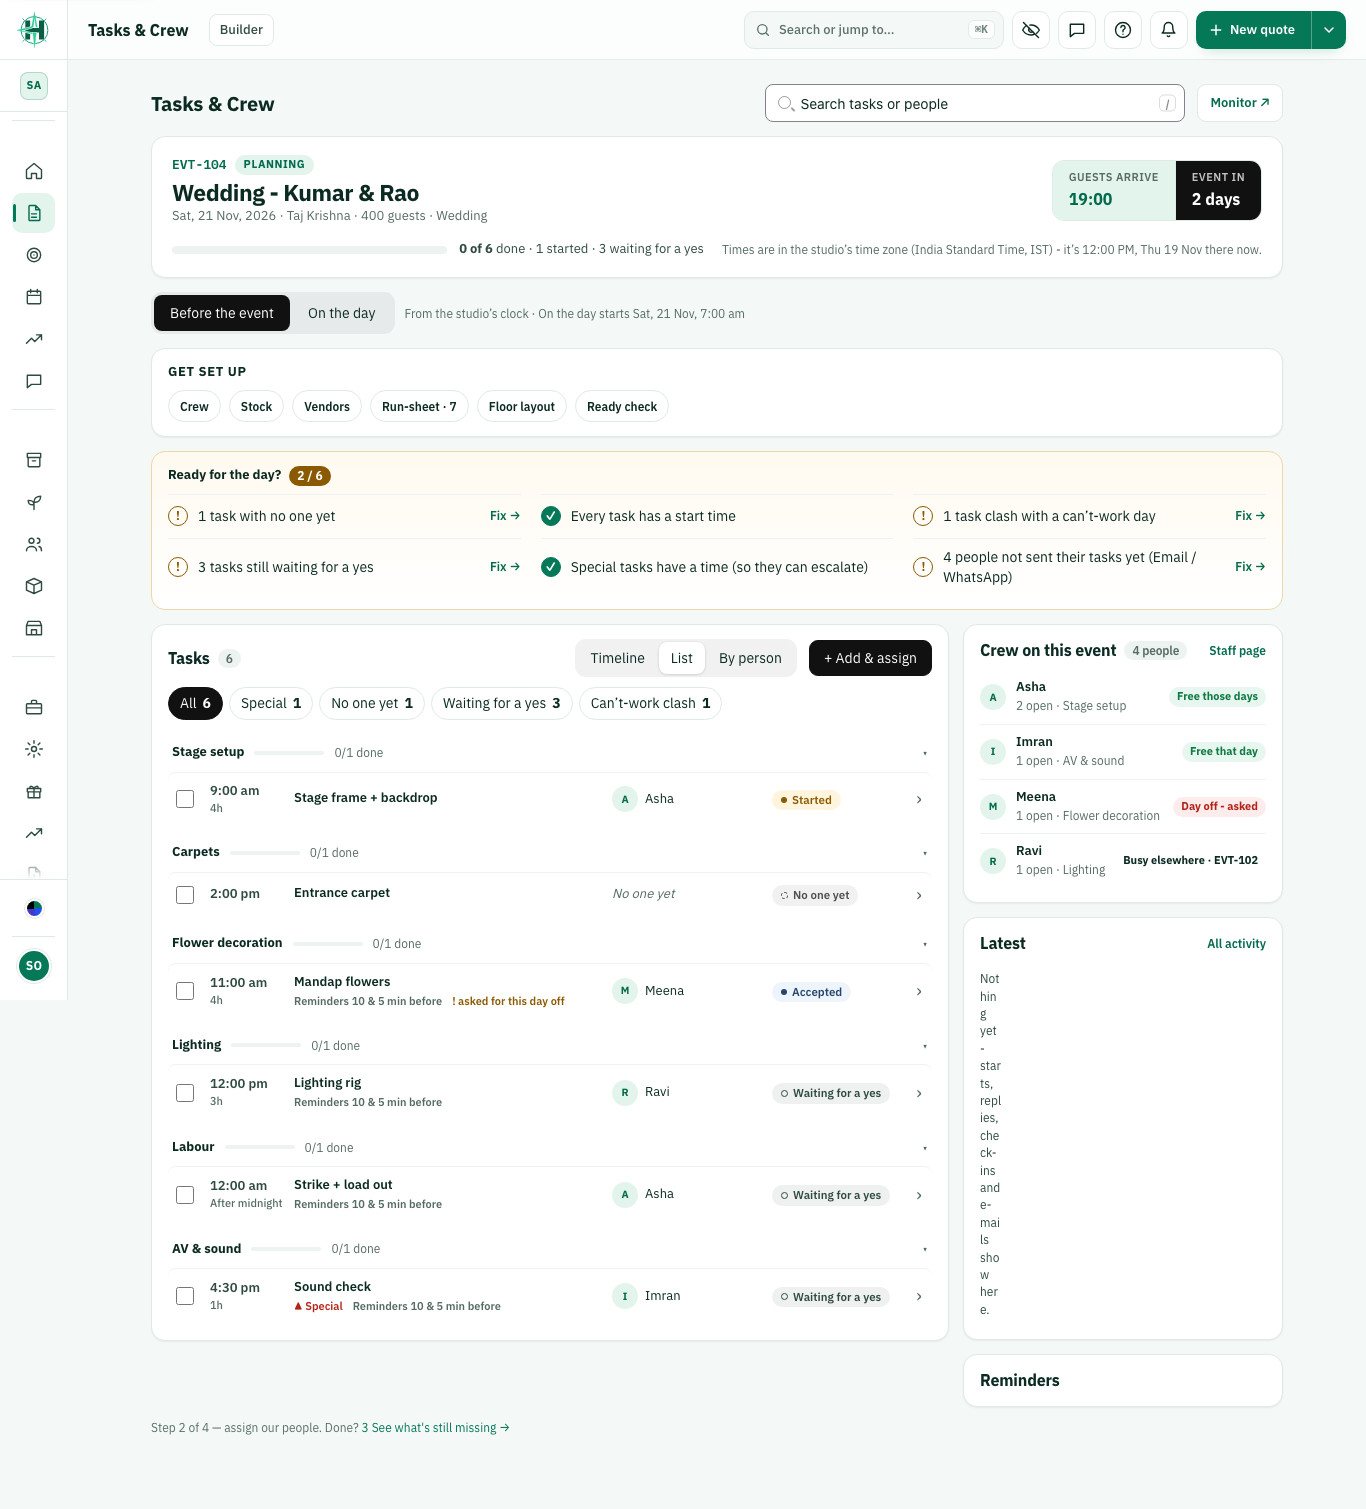 Tasks & Crew
Builder
Search or jump to...
⌘K
New quote
SA
Tasks & Crew
Search tasks or people
/
Monitor ↗
EVT-104
PLANNING
Wedding - Kumar & Rao
Sat, 21 Nov, 2026 · Taj Krishna · 400 guests · Wedding
GUESTS ARRIVE
19:00
EVENT IN
2 days
0 of 6 done · 1 started · 3 waiting for a yes
Times are in the studio's time zone (India Standard Time, IST) - it's 12:00 PM, Thu 19 Nov there now.
Before the event
On the day
From the studio's clock · On the day starts Sat, 21 Nov, 7:00 am
GET SET UP
Crew
Stock
Vendors
Run-sheet · 7
Floor layout
Ready check
Ready for the day?
2 / 6
! 1 task with no one yet
Fix →
Every task has a start time
! 1 task clash with a can't-work day
Fix →
! 3 tasks still waiting for a yes
Fix →
Special tasks have a time (so they can escalate)
! 4 people not sent their tasks yet (Email /
WhatsApp)
Fix →
Tasks 6
Timeline
List
By person
+ Add & assign
All 6
Special 1
No one yet 1
Waiting for a yes 3
Can't-work clash 1
Stage setup
0/1 done
9:00 am
4h
Stage frame + backdrop
A
Asha
Started
Carpets
0/1 done
2:00 pm
Entrance carpet
No one yet
No one yet
Flower decoration
0/1 done
11:00 am
4h
Mandap flowers
Reminders 10 & 5 min before
! asked for this day off
M
Meena
Accepted
Lighting
0/1 done
12:00 pm
3h
Lighting rig
Reminders 10 & 5 min before
R
Ravi
Waiting for a yes
Labour
0/1 done
12:00 am
After midnight
Strike + load out
Reminders 10 & 5 min before
A
Asha
Waiting for a yes
AV & sound
0/1 done
4:30 pm
1h
Sound check
Special
Reminders 10 & 5 min before
I
Imran
Waiting for a yes
Crew on this event
4 people
Staff page
A
Asha
2 open · Stage setup
Free those days
I
Imran
1 open · AV & sound
Free that day
M
Meena
1 open · Flower decoration
Day off - asked
R
Ravi
1 open · Lighting
Busy elsewhere · EVT-102
Latest
All activity
Not
hin
g
yet
-
star
ts,
repl
ies,
che
ck-
ins
and
e-
mai
ls
sho
w
her
e.
Reminders
SO
Step 2 of 4 — assign our people. Done? 3 See what's still missing →